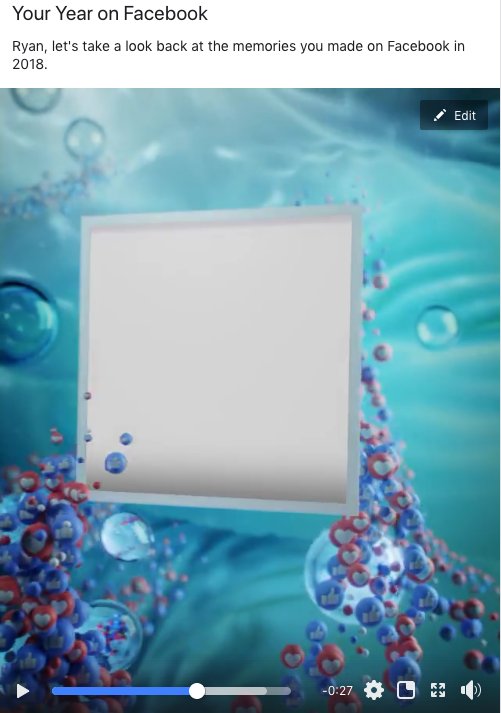 Your Year on Facebook
Ryan, let's take a look back at the memories you made on Facebook in
2018.
Edit
-0:27